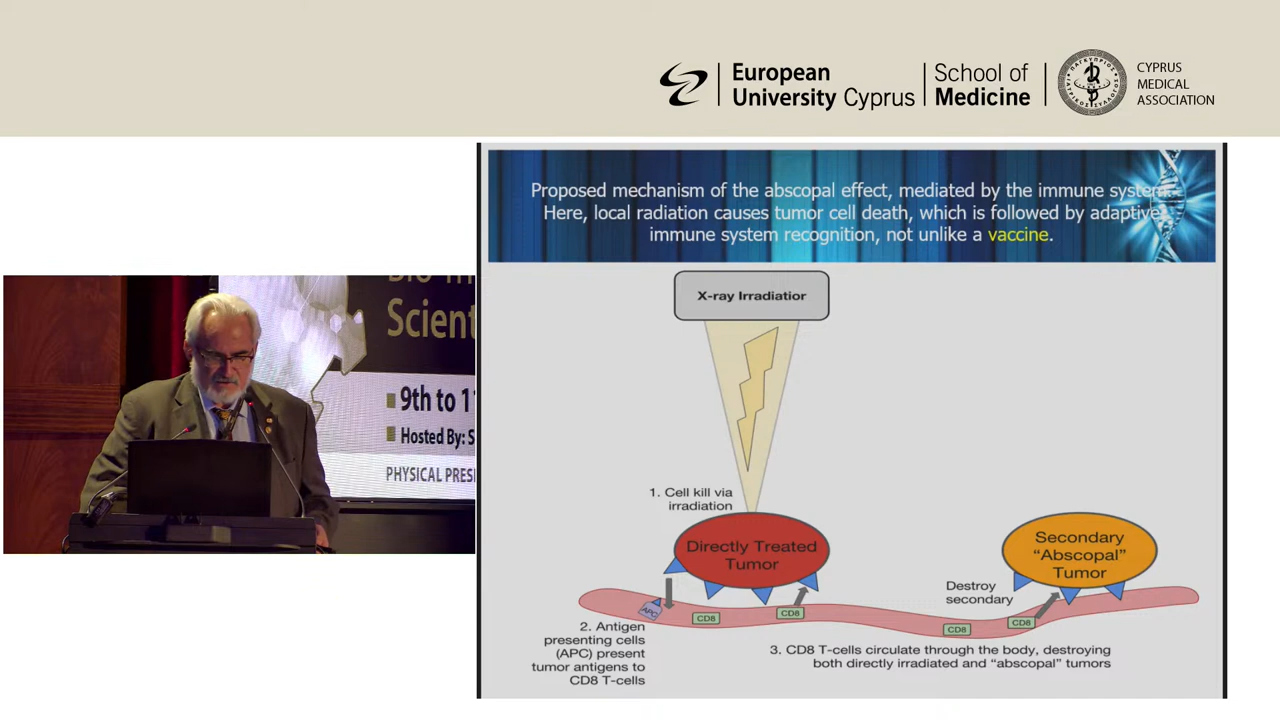 European
University Cyprus
School of
Medicine
CYPRUS
MEDICAL
ASSOCIATION
Proposed mechanism of the abscopal effect, mediated by the immune system.
Here, local radiation causes tumor cell death, which is followed by adaptive
immune system recognition, not unlike a vaccine.
X-ray Irradiatior
1. Cell kill via
irradiation
Directly Treated
Tumor
Secondary
"Abscopal"
Tumor
Destroy
secondary
APC
CD8
CD8
CD8
CD8
2. Antigen
presenting cells
(APC) present
tumor antigens to
CD8 T-cells
3. CD8 T-cells circulate through the body, destroying
both directly irradiated and "abscopal" tumors
Scient
9th to 1
Hosted By: S
PHYSICAL PRES